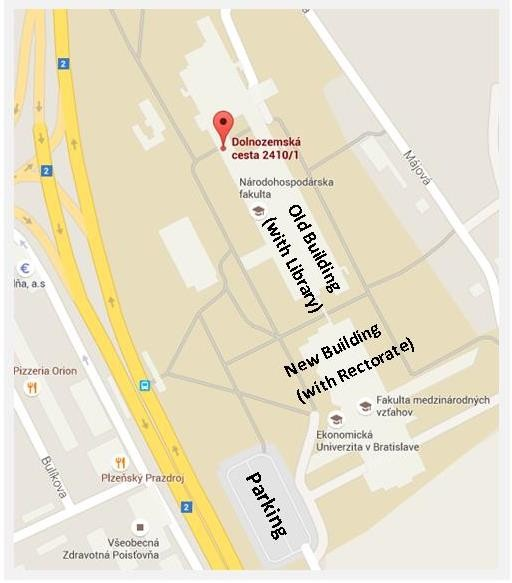 2
2
Dolnozemská
cesta 2410/1
Májová
Národohospodárska
fakulta
Old Building
(with Library)
€
ĺňa, a.s
New Building
(with Rectorate)
Pizzeria Orion
Fakulta medzinárodných
vzťahov
Ekonomická
Univerzita v Bratislave
Bulíkova
Plzeňský Prazdroj
Parking
2
Všeobecná
Zdravotná Poisťovňa